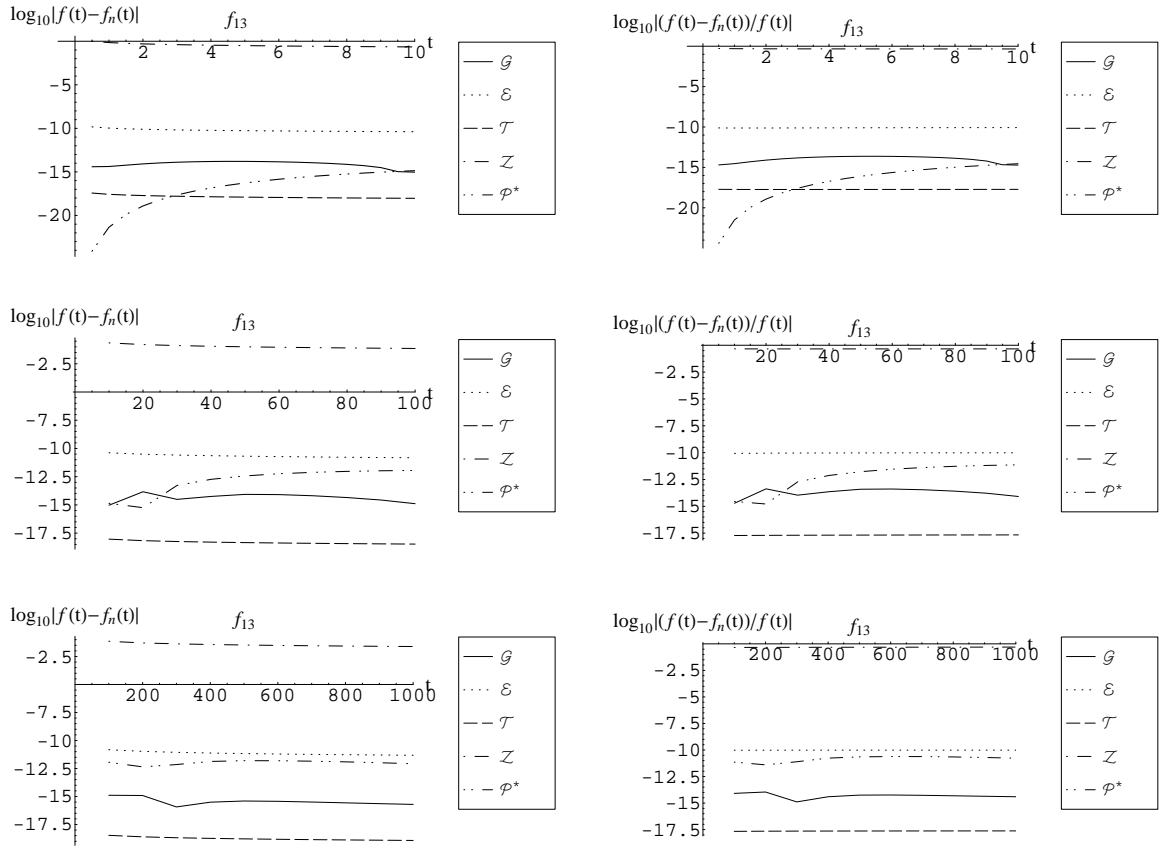 log₁₀|f(t)−fₙ(t)|
f₁₃
t
2 4 6 8 10
−5
−10
−15
−20
𝒢
ℰ
𝒯
𝒵
𝒫*
log₁₀|(f(t)−fₙ(t))/f(t)|
f₁₃
t
2 4 6 8 10
−5
−10
−15
−20
𝒢
ℰ
𝒯
𝒵
𝒫*
log₁₀|f(t)−fₙ(t)|
f₁₃
t
20 40 60 80 100
−2.5
−7.5
−10
−12.5
−15
−17.5
𝒢
ℰ
𝒯
𝒵
𝒫*
log₁₀|(f(t)−fₙ(t))/f(t)|
f₁₃
t
20 40 60 80 100
−2.5
−5
−7.5
−10
−12.5
−15
−17.5
𝒢
ℰ
𝒯
𝒵
𝒫*
log₁₀|f(t)−fₙ(t)|
f₁₃
t
200 400 600 800 1000
−2.5
−7.5
−10
−12.5
−15
−17.5
𝒢
ℰ
𝒯
𝒵
𝒫*
log₁₀|(f(t)−fₙ(t))/f(t)|
f₁₃
t
200 400 600 800 1000
−2.5
−5
−7.5
−10
−12.5
−15
−17.5
𝒢
ℰ
𝒯
𝒵
𝒫*